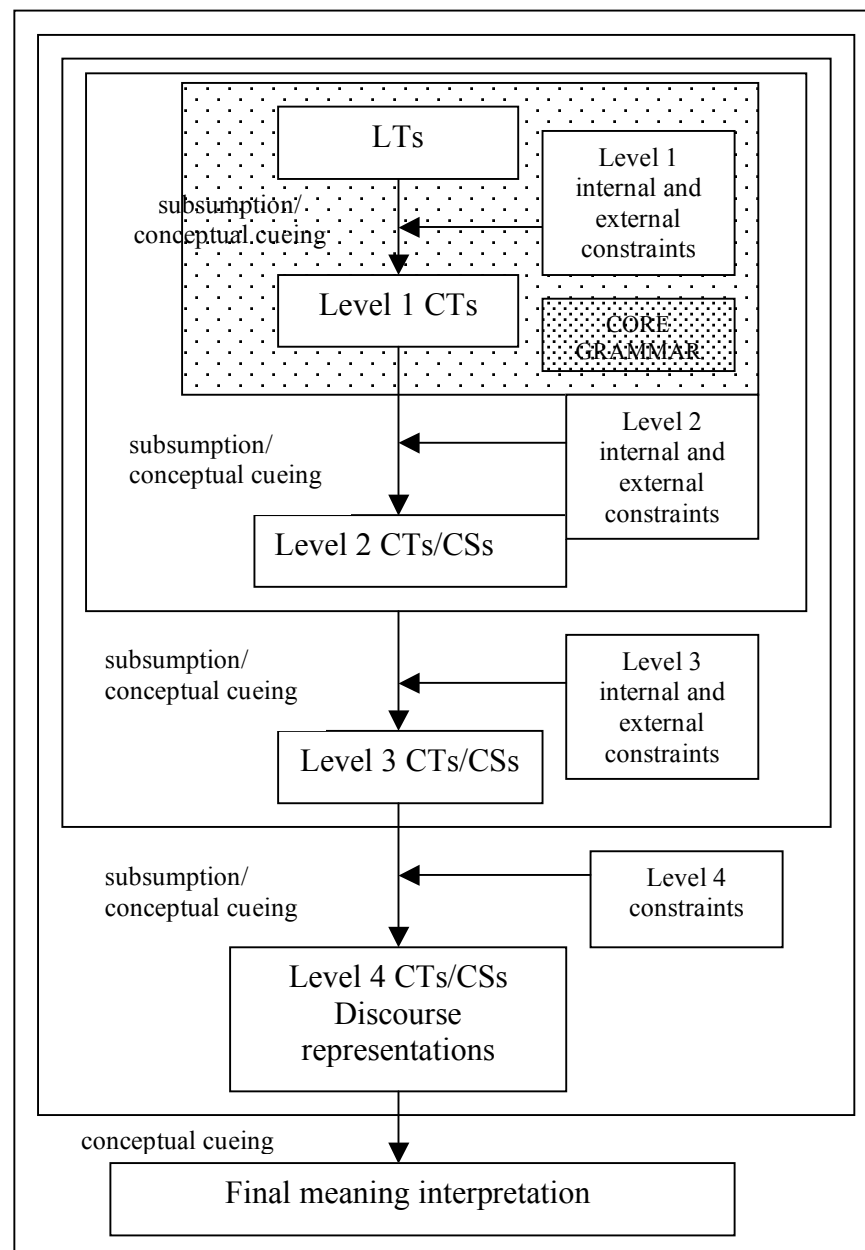 LTs
Level 1
internal and
external
constraints
subsumption/
conceptual cueing
Level 1 CTs
CORE
GRAMMAR
Level 2
internal and
external
constraints
subsumption/
conceptual cueing
Level 2 CTs/CSs
Level 3
internal and
external
constraints
subsumption/
conceptual cueing
Level 3 CTs/CSs
Level 4
constraints
subsumption/
conceptual cueing
Level 4 CTs/CSs
Discourse
representations
conceptual cueing
Final meaning interpretation